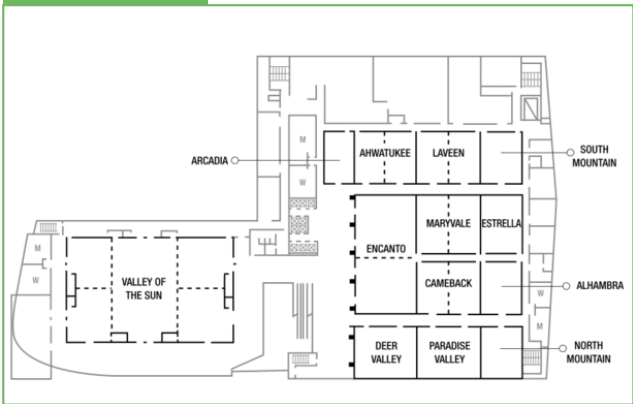 M
AHWATUKEE
LAVEEN
SOUTH
MOUNTAIN
ARCADIA
W
MARYVALE
ESTRELLA
ENCANTO
M
W
VALLEY OF
THE SUN
CAMEBACK
ALHAMBRA
W
M
DEER
VALLEY
PARADISE
VALLEY
NORTH
MOUNTAIN